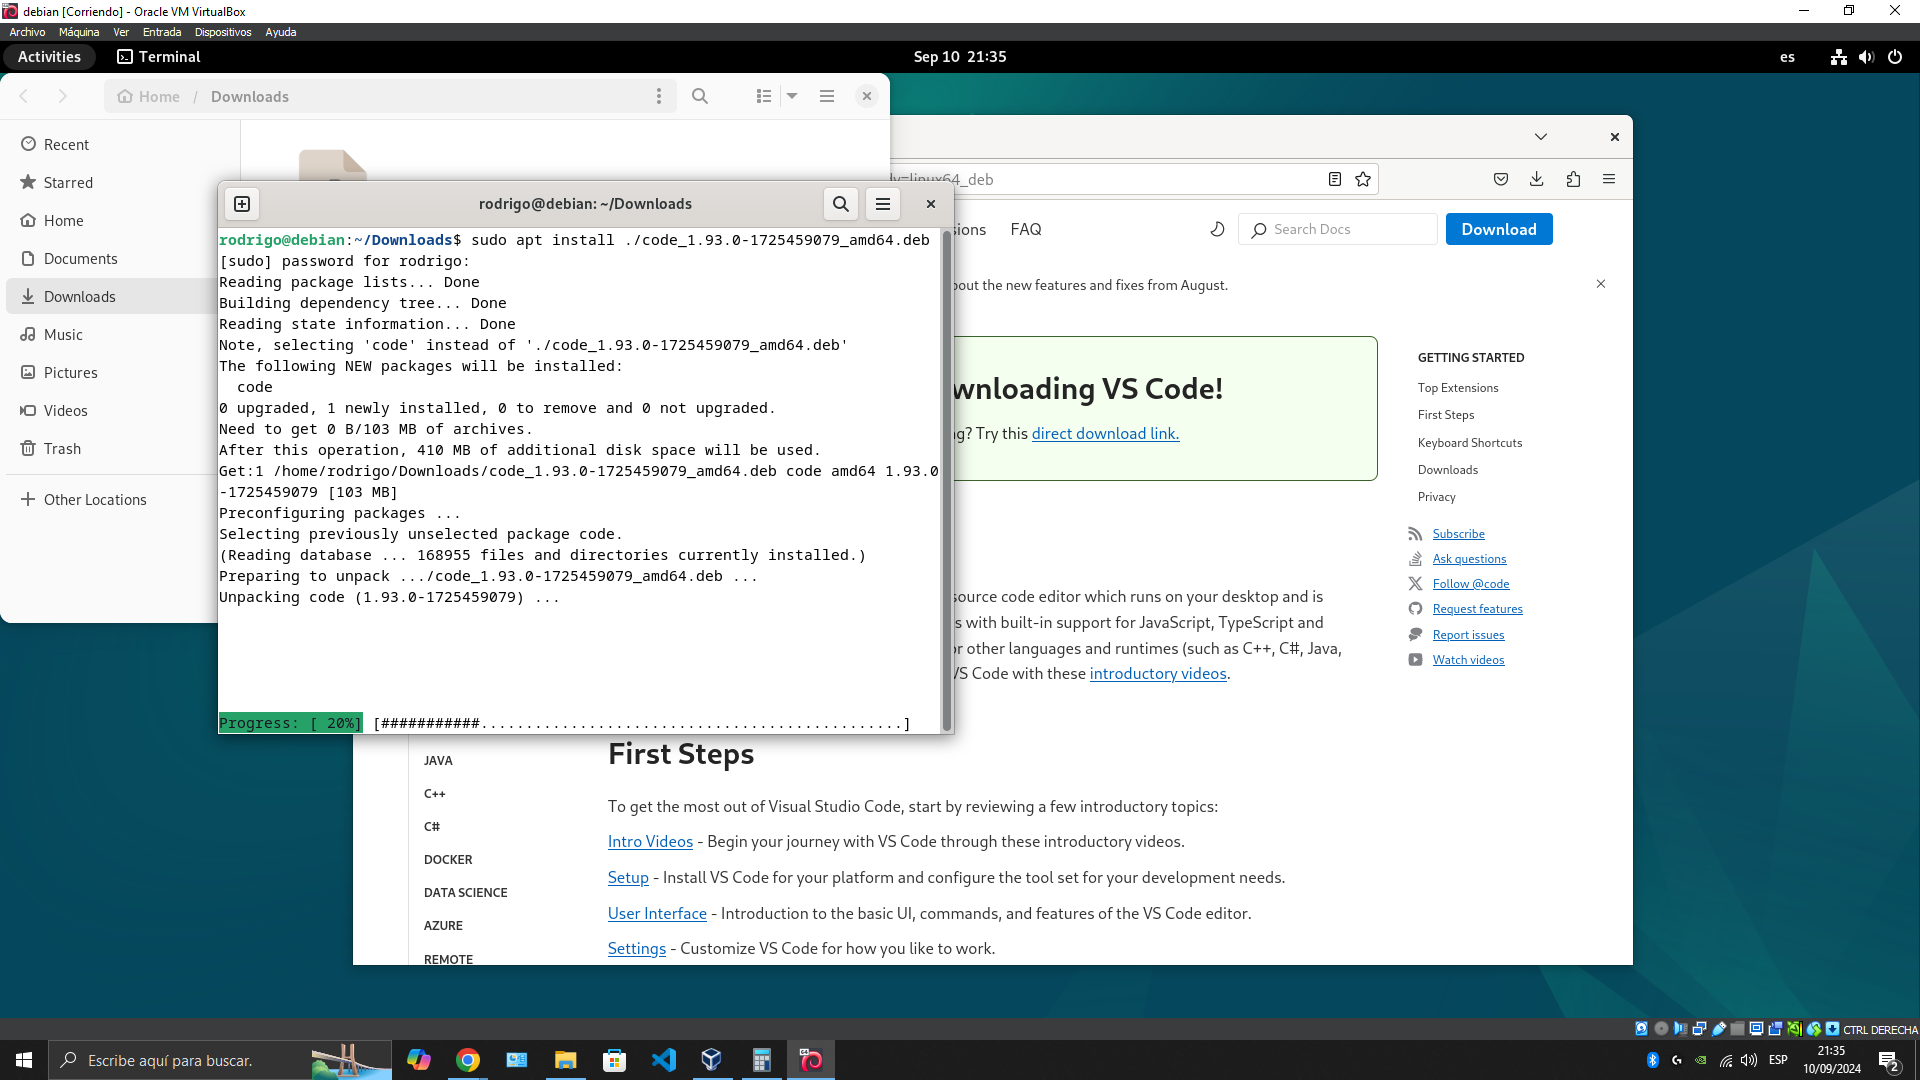 debian [Corriendo] - Oracle VM VirtualBox
Archivo Máquina Ver Entrada Dispositivos Ayuda
Activities Terminal Sep 10 21:35 es
Home / Downloads
Recent
Starred
Home
Documents
Downloads
Music
Pictures
Videos
Trash
Other Locations
rodrigo@debian: ~/Downloads
rodrigo@debian:~/Downloads$ sudo apt install ./code_1.93.0-1725459079_amd64.deb
[sudo] password for rodrigo:
Reading package lists... Done
Building dependency tree... Done
Reading state information... Done
Note, selecting 'code' instead of './code_1.93.0-1725459079_amd64.deb'
The following NEW packages will be installed:
code
0 upgraded, 1 newly installed, 0 to remove and 0 not upgraded.
Need to get 0 B/103 MB of archives.
After this operation, 410 MB of additional disk space will be used.
Get:1 /home/rodrigo/Downloads/code_1.93.0-1725459079_amd64.deb code amd64 1.93.0
-1725459079 [103 MB]
Preconfiguring packages ...
Selecting previously unselected package code.
(Reading database ... 168955 files and directories currently installed.)
Preparing to unpack .../code_1.93.0-1725459079_amd64.deb ...
Unpacking code (1.93.0-1725459079) ...
Progress: [ 20%] [###########...............................................]
=linux64_deb
FAQ Search Docs Download
out the new features and fixes from August.
wnloading VS Code!
g? Try this direct download link.
source code editor which runs on your desktop and is
s with built-in support for JavaScript, TypeScript and
or other languages and runtimes (such as C++, C#, Java,
VS Code with these introductory videos.
GETTING STARTED
Top Extensions
First Steps
Keyboard Shortcuts
Downloads
Privacy
Subscribe
Ask questions
Follow @code
Request features
Report issues
Watch videos
JAVA
C++
C#
DOCKER
DATA SCIENCE
AZURE
REMOTE
First Steps
To get the most out of Visual Studio Code, start by reviewing a few introductory topics:
Intro Videos - Begin your journey with VS Code through these introductory videos.
Setup - Install VS Code for your platform and configure the tool set for your development needs.
User Interface - Introduction to the basic UI, commands, and features of the VS Code editor.
Settings - Customize VS Code for how you like to work.
CTRL DERECHA
Escribe aquí para buscar.
ESP
21:35
10/09/2024
2